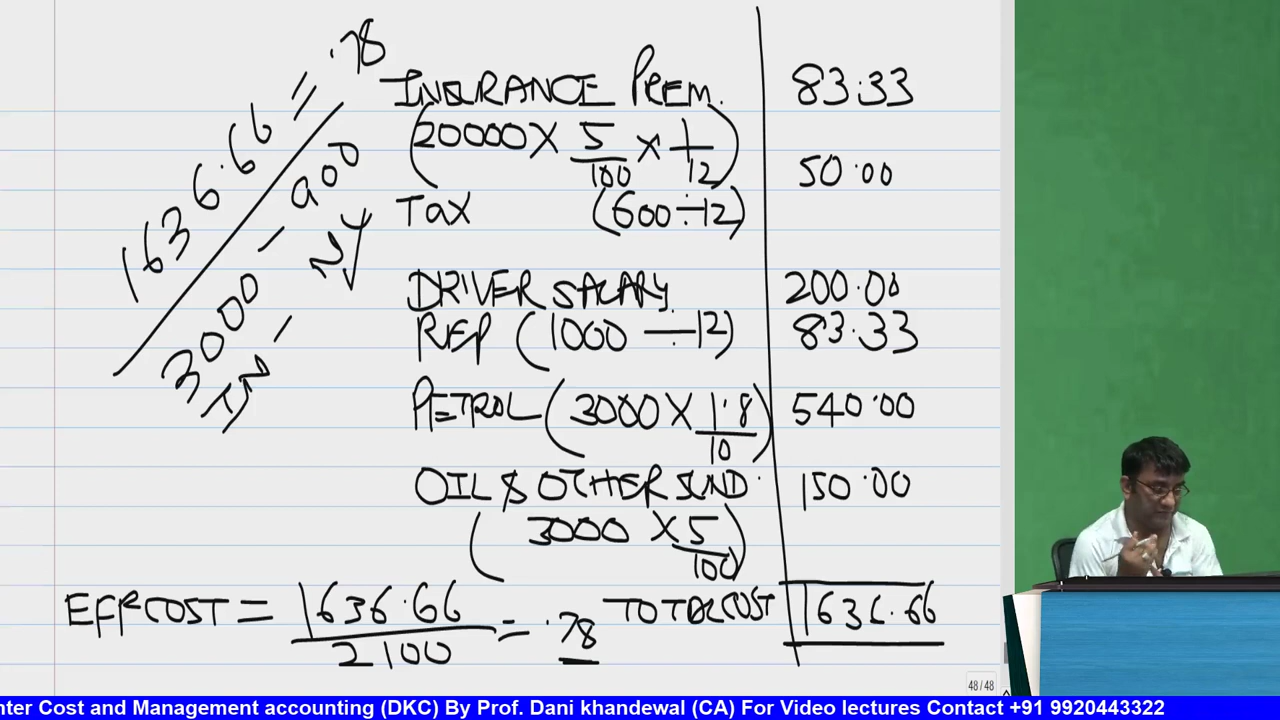 INSURANCE PREM. 83.33
(20000 X 5/100 X 1/12)
50.00
Tax (600÷12)
DRIVER SALARY. 200.00
REP (1000 ÷12) 83.33
PETROL (3000 X 1.8/10) 540.00
OIL & OTHER SUND. 150.00
(3000 X 5/100)
TOTAL COST 1636.66
EFF COST = 1636.66/2100 = .78
1636.66 = .78
3000 - 900
48/48
nter Cost and Management accounting (DKC) By Prof. Dani khandewal (CA) For Video lectures Contact +91 9920443322